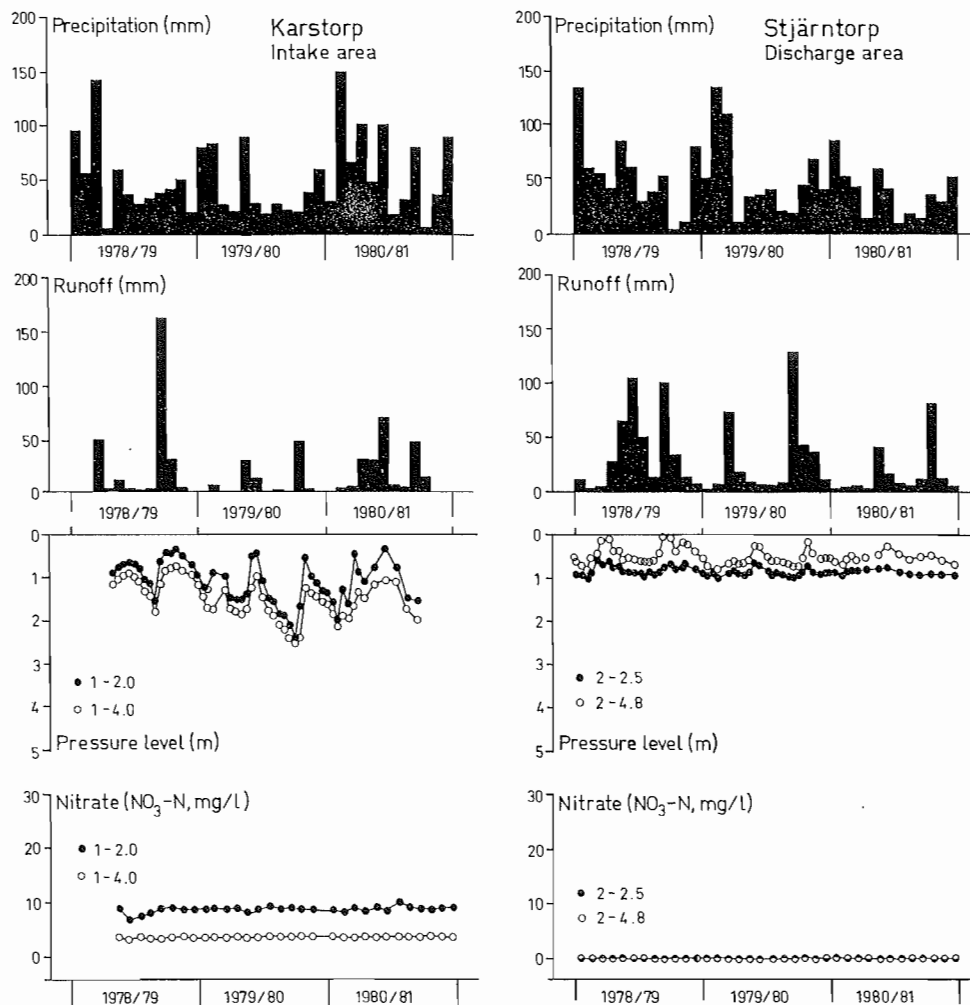 Karstorp
Intake area
Precipitation (mm)
200
150
100
50
0
1978/79 1979/80 1980/81
Runoff (mm)
200
150
100
50
0
1978/79 1979/80 1980/81
0
1
2
3
4
5
1-2.0
1-4.0
Pressure level (m)
Nitrate (NO₃-N, mg/l)
30
20
10
0
1-2.0
1-4.0
1978/79 1979/80 1980/81
Stjärntorp
Discharge area
Precipitation (mm)
200
150
100
50
0
1978/79 1979/80 1980/81
Runoff (mm)
200
150
100
50
0
1978/79 1979/80 1980/81
0
1
2
3
4
5
2-2.5
2-4.8
Pressure level (m)
Nitrate (NO₃-N, mg/l)
30
20
10
0
2-2.5
2-4.8
1978/79 1979/80 1980/81